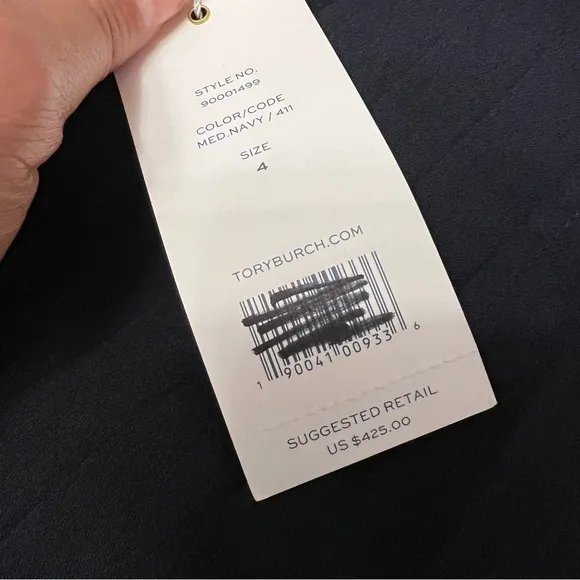 STYLE NO.
90001499
COLOR/CODE
MED.NAVY / 411
SIZE
4
TORYBURCH.COM
1 90041 00933 6
SUGGESTED RETAIL
US $425.00